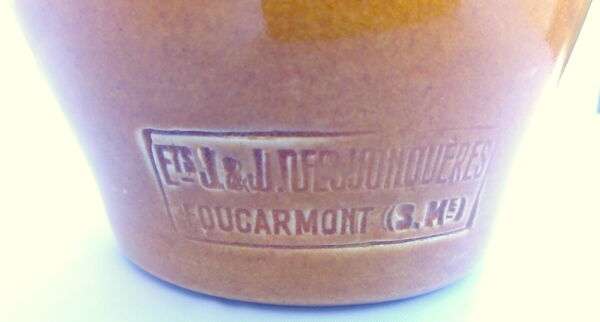 Ets J. & J. DESJONQUÈRES
FOUCARMONT (S. Me)